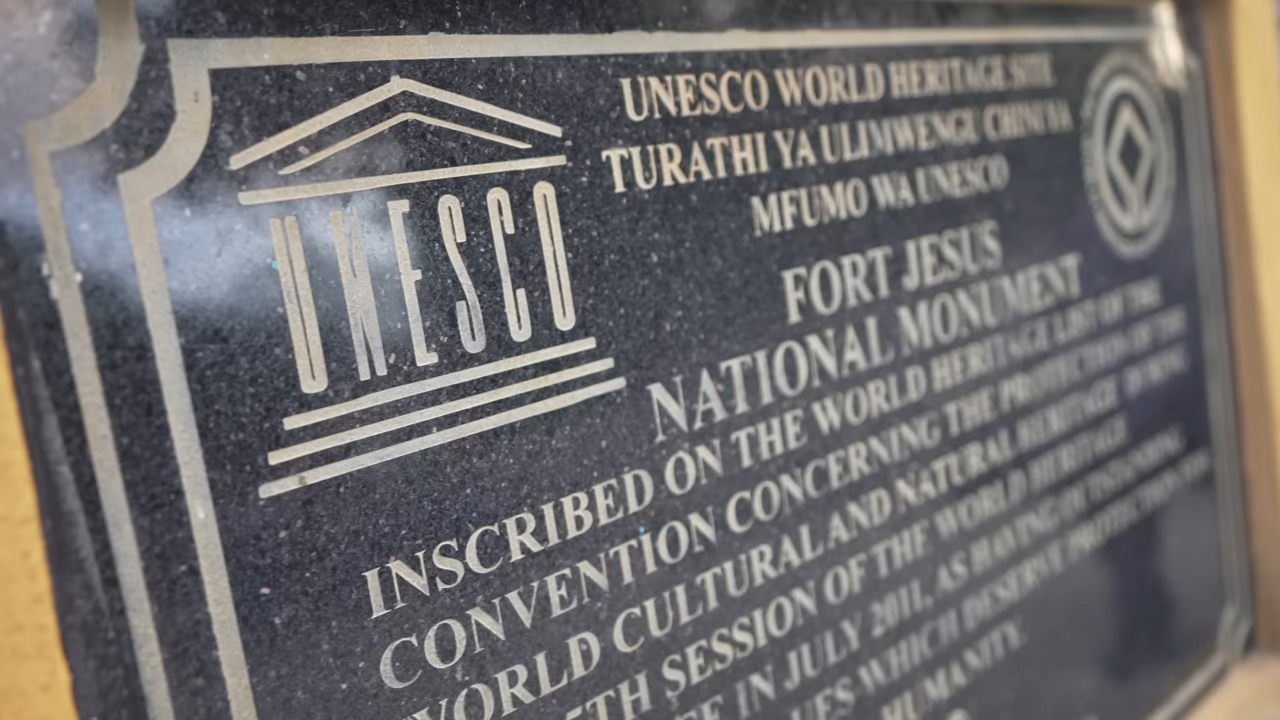 UNESCO
UNESCO WORLD HERITAGE SITE
TURATHI YA ULIMWENGU CHINI YA
MFUMO WA UNESCO
FORT JESUS
NATIONAL MONUMENT
INSCRIBED ON THE WORLD HERITAGE LIST OF THE
CONVENTION CONCERNING THE PROTECTION OF THE
WORLD CULTURAL AND NATURAL HERITAGE DURING
5TH SESSION OF THE WORLD HERITAGE
IN JULY 2011, AS HAVING OUTSTANDING
WHICH DESERVE PROTECTION
HUMANITY.